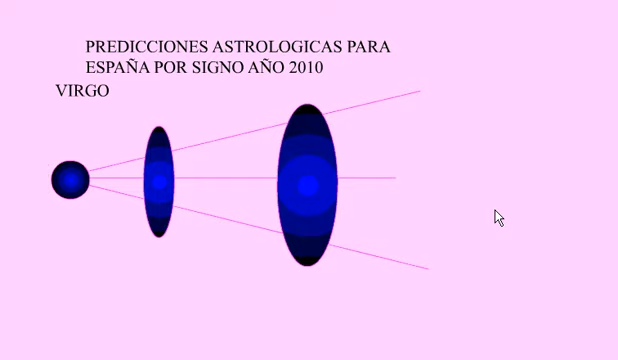 PREDICCIONES ASTROLOGICAS PARA
ESPAÑA POR SIGNO AÑO 2010
VIRGO